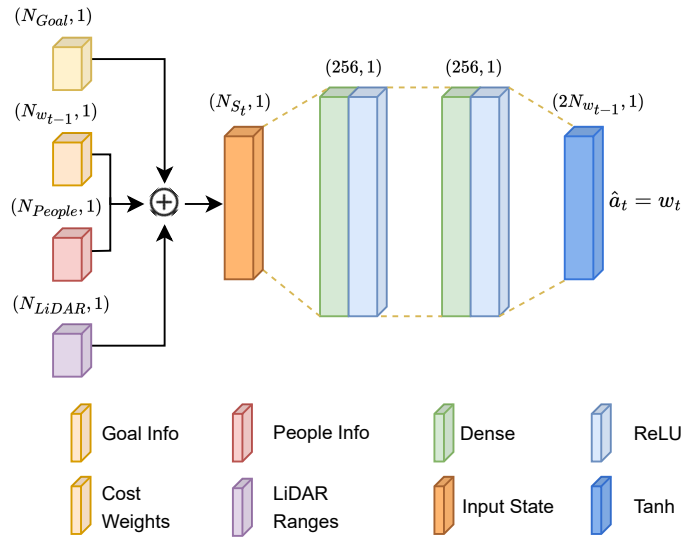 (N_{Goal}, 1)
(N_{w_{t-1}}, 1)
(N_{People}, 1)
(N_{LiDAR}, 1)
(N_{S_t}, 1)
(256, 1)
(256, 1)
(2N_{w_{t-1}}, 1)
\hat{a}_t = w_t
Goal Info
People Info
Dense
ReLU
Cost
Weights
LiDAR
Ranges
Input State
Tanh